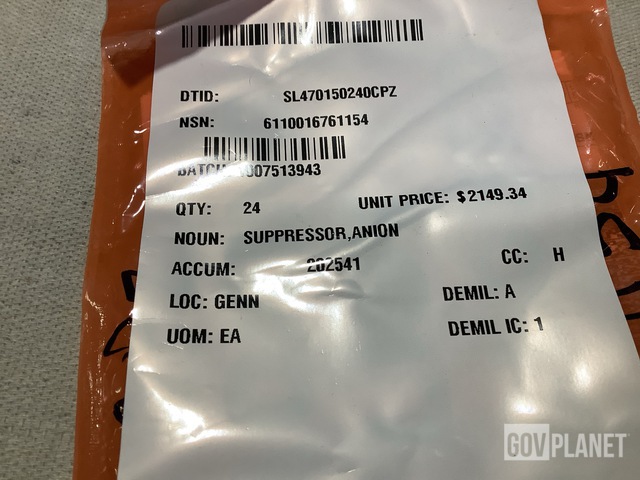 DTID: SL470150240CPZ
NSN: 6110016761154
07513943
QTY: 24 UNIT PRICE: $2149.34
NOUN: SUPPRESSOR,ANION
ACCUM: 202541 CC: H
LOC: GENN DEMIL: A
UOM: EA DEMIL IC: 1
GOVPLANET